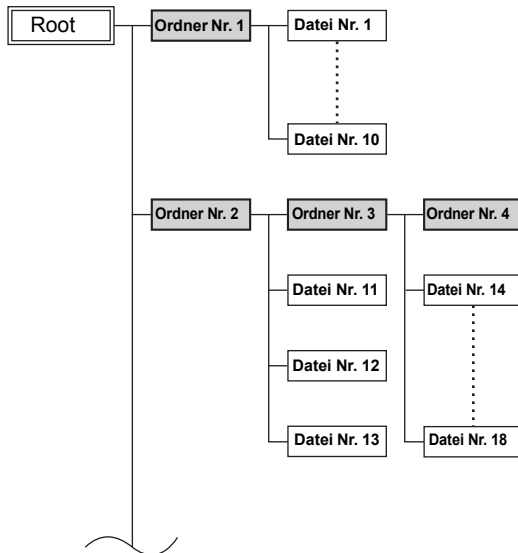 Root
Ordner Nr. 1
Datei Nr. 1
Datei Nr. 10
Ordner Nr. 2
Ordner Nr. 3
Ordner Nr. 4
Datei Nr. 11
Datei Nr. 14
Datei Nr. 12
Datei Nr. 13
Datei Nr. 18